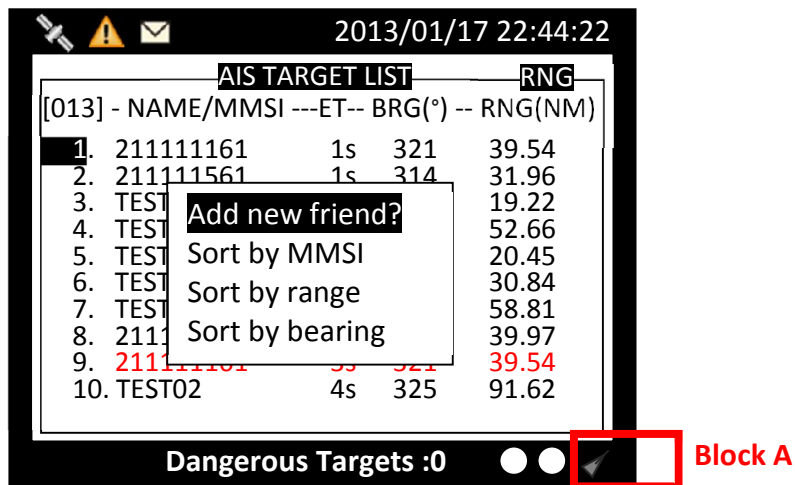 2013/01/17 22:44:22
AIS TARGET LIST RNG
[013] - NAME/MMSI ---ET-- BRG(°) -- RNG(NM)
1. 211111161 1s 321 39.54
2. 211111561 1s 314 31.96
3. TEST 19.22
4. TEST 52.66
5. TEST 20.45
6. TEST 30.84
7. TEST 58.81
8. 2111 39.97
9. 211111161 3s 321 39.54
10. TEST02 4s 325 91.62
Add new friend?
Sort by MMSI
Sort by range
Sort by bearing
Dangerous Targets :0
Block A